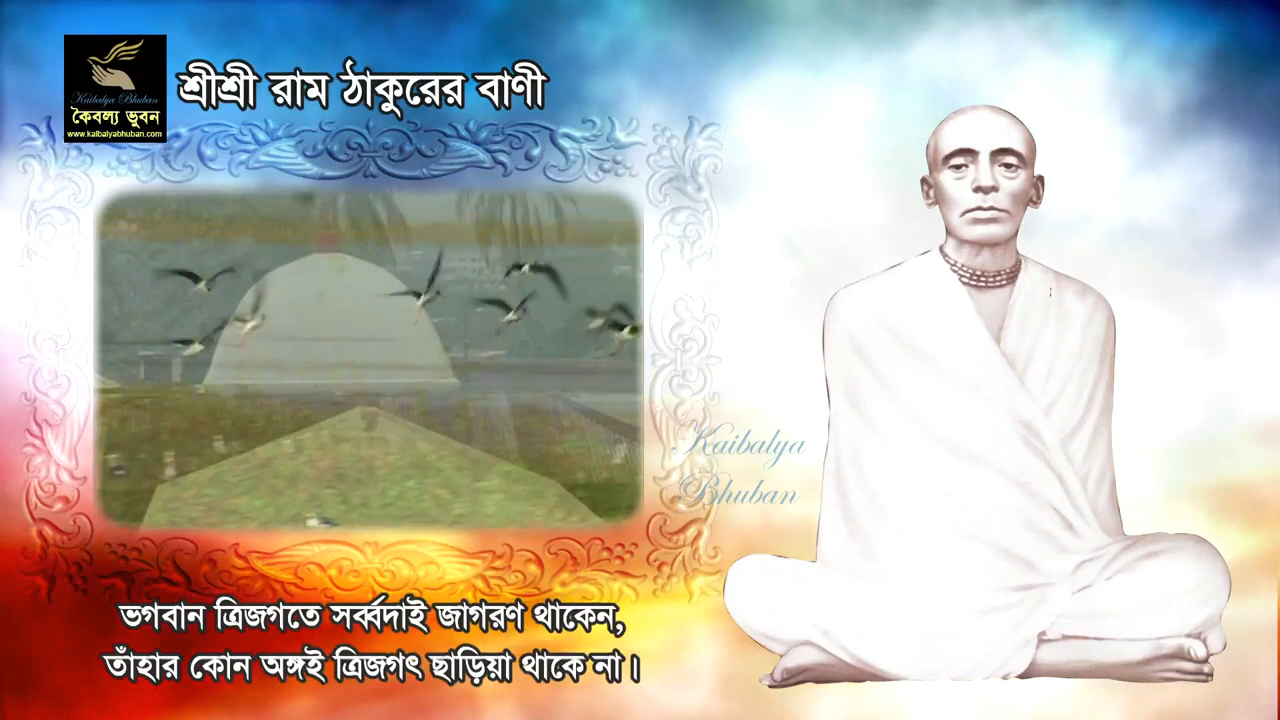 শ্রীশ্রী রাম ঠাকুরের বাণী
Kaibalya Bhuban
কৈবল্য ভুবন
www.kaibalyabhuban.com
Kaibalya
Bhuban
ভগবান ত্রিজগতে সর্ব্বদাই জাগরণ থাকেন,
তাঁহার কোন অঙ্গই ত্রিজগৎ ছাড়িয়া থাকে না।